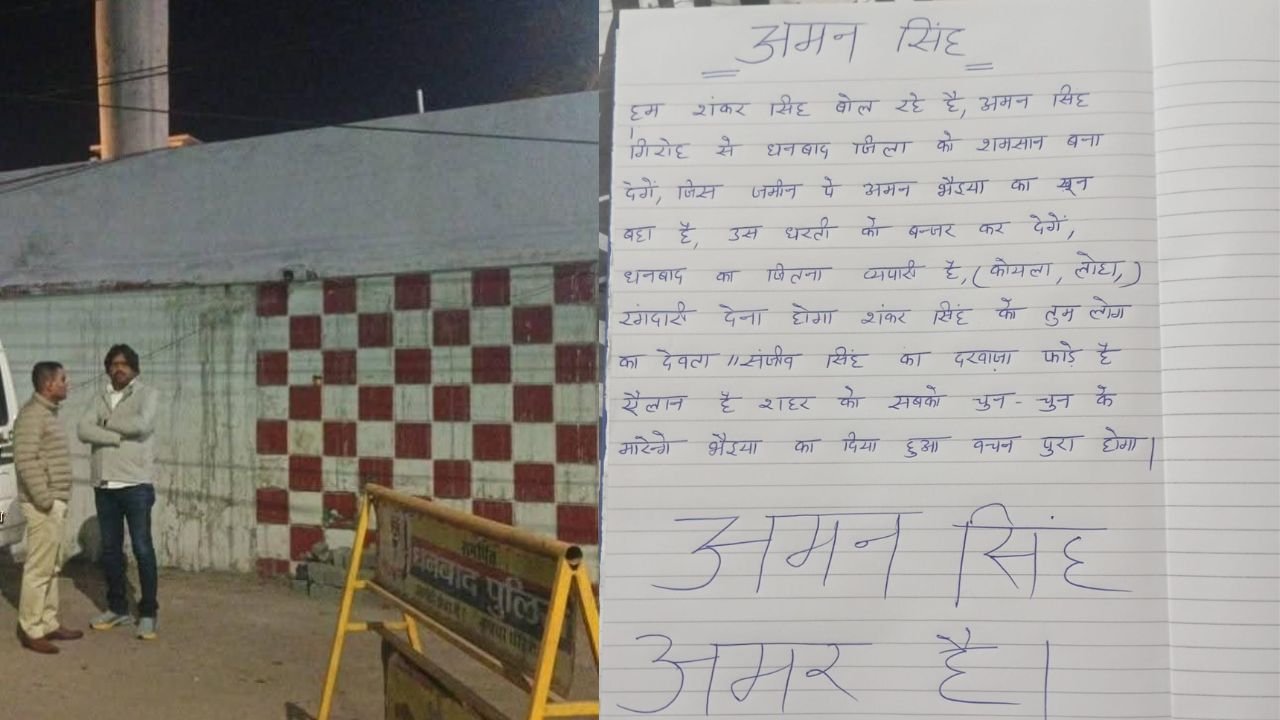 समर्पित
धनबाद पुलि
अमन सिंह
हम शंकर सिंह बोल रहे है, अमन सिंह
गिरोह से धनबाद जिला को शमसान बना
देगें, जिस जमीन पे अमन भैइया का खून
बहा है, उस धरती को बन्जर कर देगें,
धनबाद का जितना व्यपारी है, (कोयला, लोहा,)
रंगदारी देना होगा शंकर सिंह को तुम लोग
का देवता "संजीव सिंह का दरवाज़ा फोड़े है
एैलान है शहर को सबको चुन-चुन के
मारेन्गे भैइया का दिया हुआ वचन पुरा होगा।
अमन सिंह
अमर है।